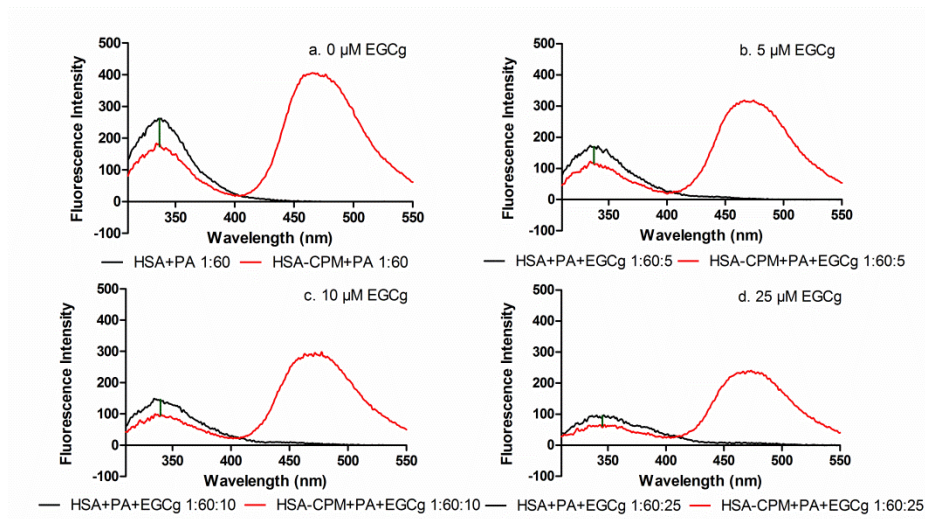 a. 0 µM EGCg
500
400
300
200
100
0
-100
Fluorescence Intensity
350 400 450 500 550
Wavelength (nm)
HSA+PA 1:60 HSA-CPM+PA 1:60
b. 5 µM EGCg
500
400
300
200
100
0
-100
Fluorescence Intensity
350 400 450 500 550
Wavelength (nm)
HSA+PA+EGCg 1:60:5 HSA-CPM+PA+EGCg 1:60:5
c. 10 µM EGCg
500
400
300
200
100
0
-100
Fluorescence Intensity
350 400 450 500 550
Wavelength (nm)
HSA+PA+EGCg 1:60:10 HSA-CPM+PA+EGCg 1:60:10
d. 25 µM EGCg
500
400
300
200
100
0
-100
Fluorescence Intensity
350 400 450 500 550
Wavelength (nm)
HSA+PA+EGCg 1:60:25 HSA-CPM+PA+EGCg 1:60:25